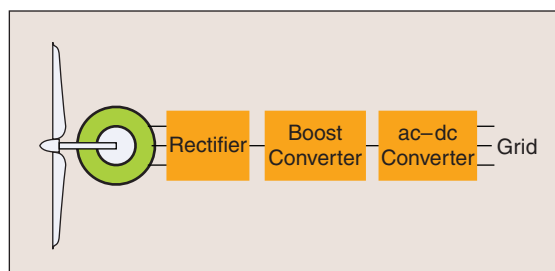 Rectifier
Boost
Converter
ac–dc
Converter
Grid